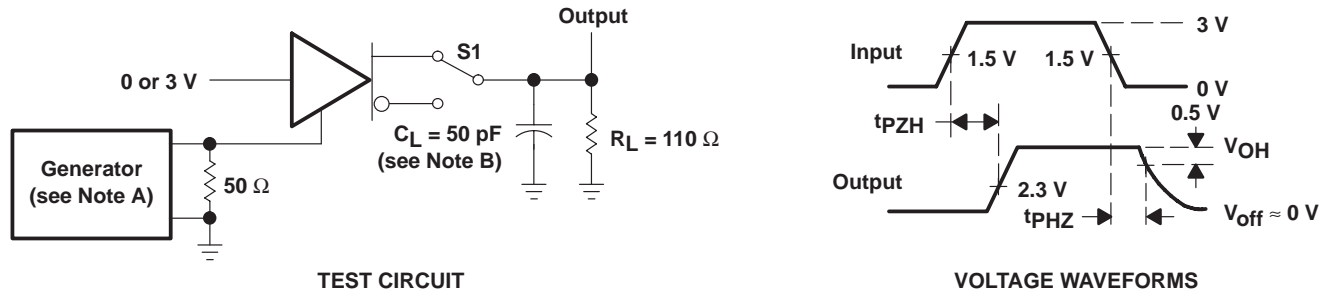 Output
S1
0 or 3 V
CL = 50 pF
(see Note B)
RL = 110 Ω
Generator
(see Note A)
50 Ω
TEST CIRCUIT
3 V
Input
1.5 V
1.5 V
0 V
0.5 V
tPZH
VOH
Output
2.3 V
tPHZ
Voff ≈ 0 V
VOLTAGE WAVEFORMS